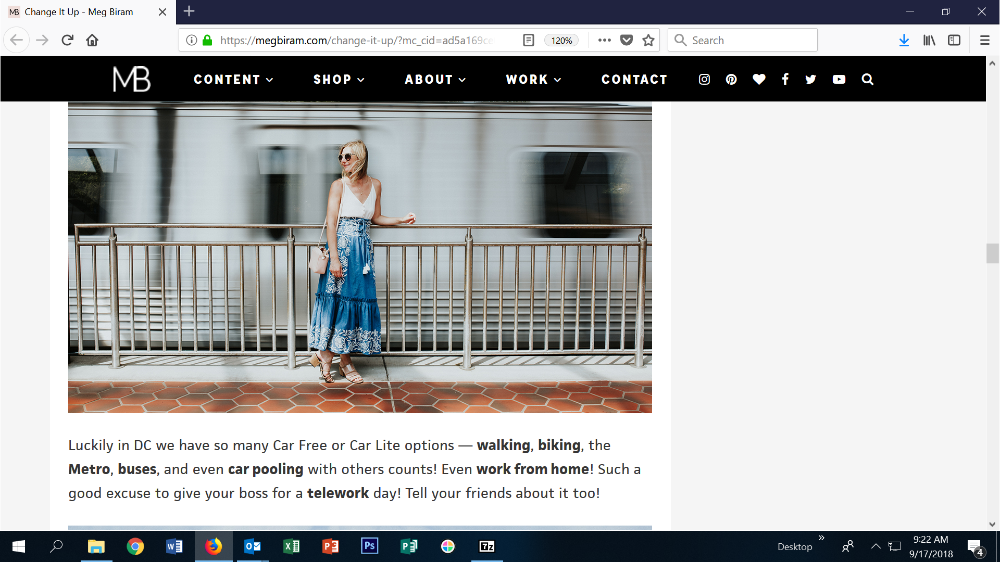 MB Change It Up - Meg Biram
https://megbiram.com/change-it-up/?mc_cid=ad5a169ce
120%
Search
MB CONTENT SHOP ABOUT WORK CONTACT
Luckily in DC we have so many Car Free or Car Lite options — walking, biking, the
Metro, buses, and even car pooling with others counts! Even work from home! Such a
good excuse to give your boss for a telework day! Tell your friends about it too!
Ps
7z
Desktop
9:22 AM
9/17/2018
4